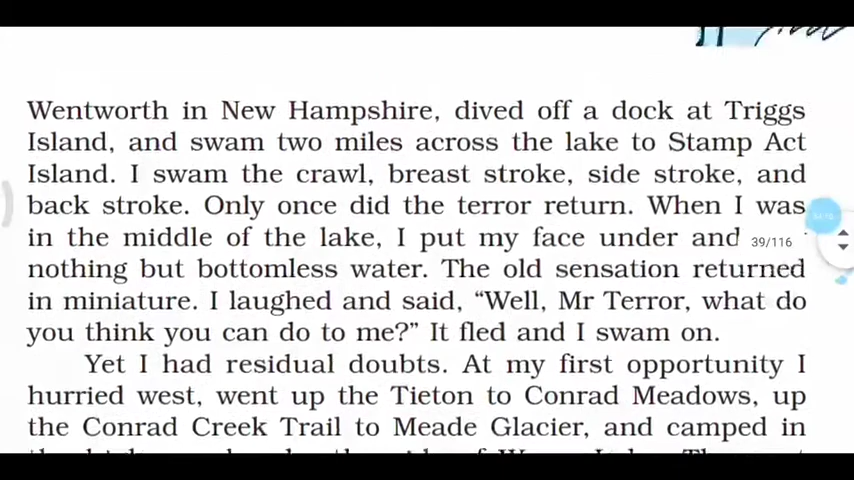 Wentworth in New Hampshire, dived off a dock at Triggs
Island, and swam two miles across the lake to Stamp Act
Island. I swam the crawl, breast stroke, side stroke, and
back stroke. Only once did the terror return. When I was
in the middle of the lake, I put my face under and
39/116
nothing but bottomless water. The old sensation returned
in miniature. I laughed and said, “Well, Mr Terror, what do
you think you can do to me?” It fled and I swam on.
Yet I had residual doubts. At my first opportunity I
hurried west, went up the Tieton to Conrad Meadows, up
the Conrad Creek Trail to Meade Glacier, and camped in